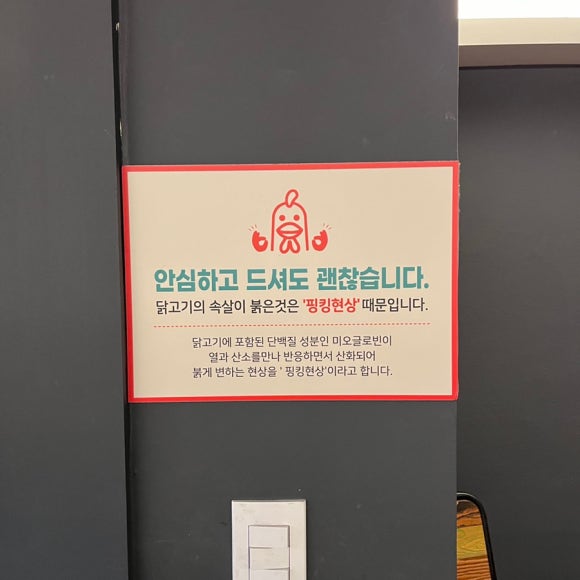 안심하고 드셔도 괜찮습니다.
닭고기의 속살이 붉은것은 '핑킹현상' 때문입니다.
닭고기에 포함된 단백질 성분인 미오글로빈이
열과 산소를만나 반응하면서 산화되어
붉게 변하는 현상을 ' 핑킹현상'이라고 합니다.